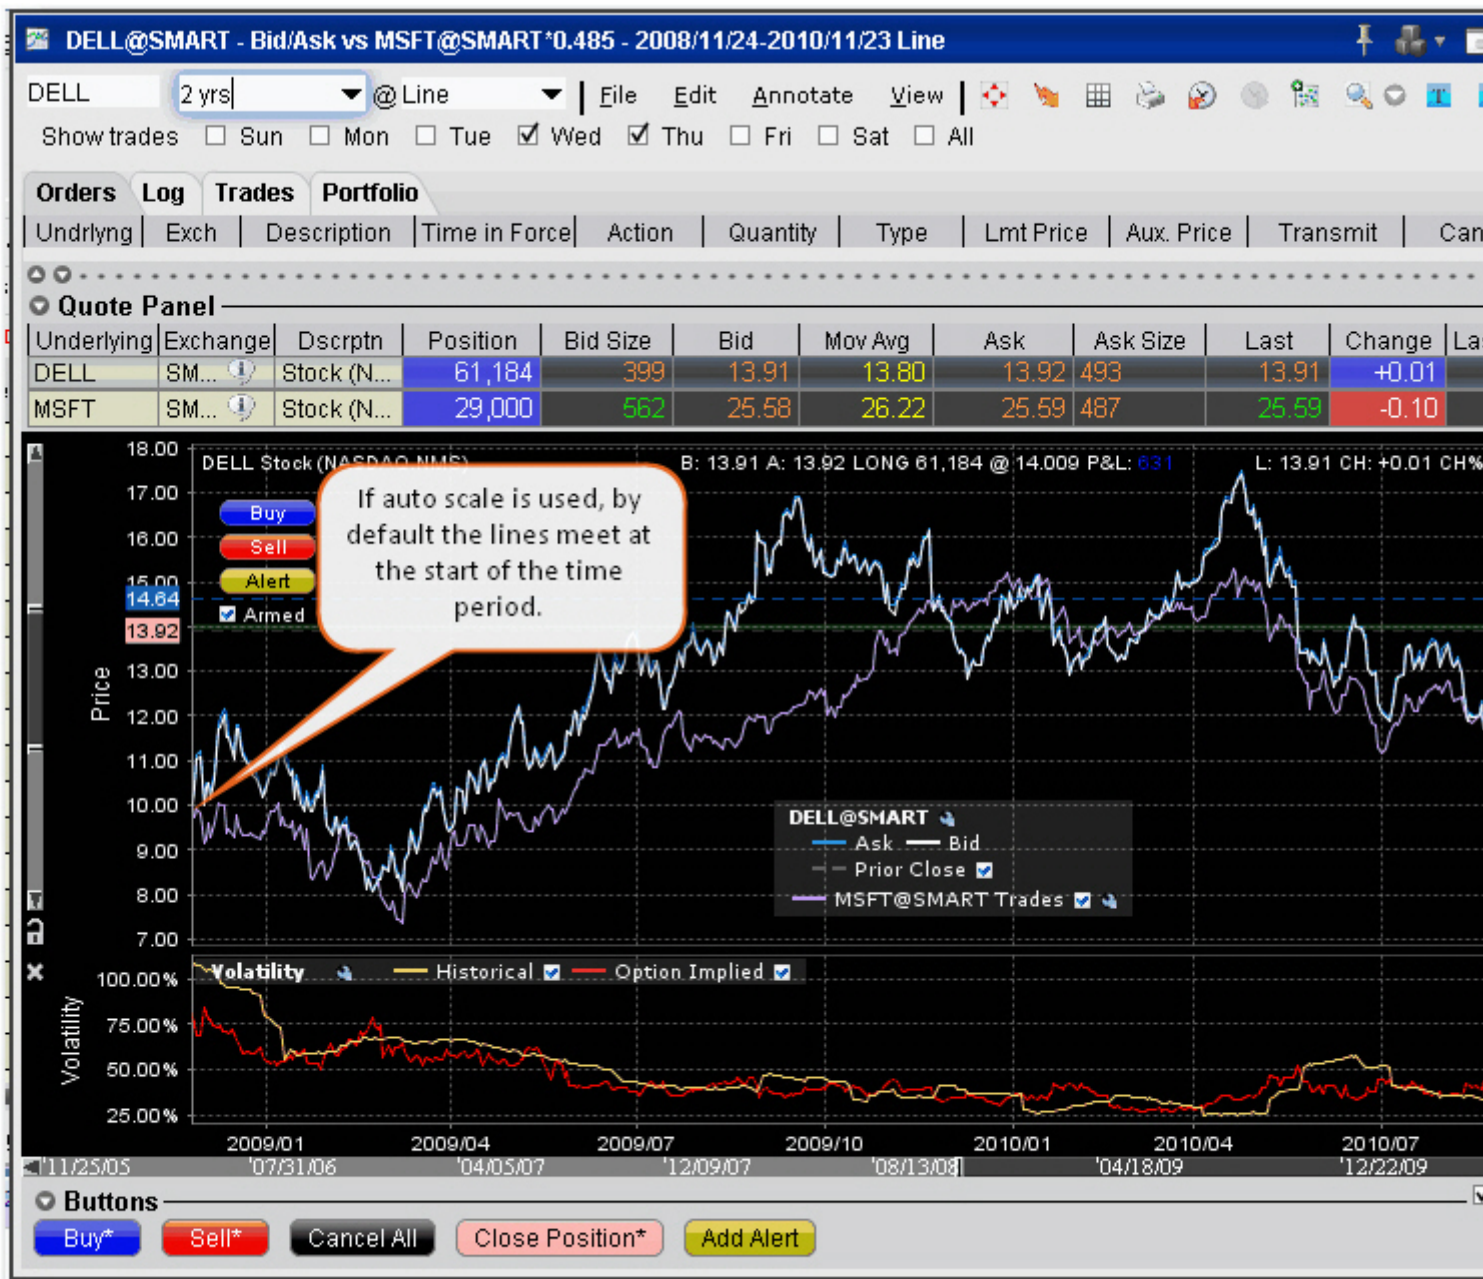 DELL@SMART - Bid/Ask vs MSFT@SMART*0.485 - 2008/11/24-2010/11/23 Line
DELL 2 yrs @ Line File Edit Annotate View
Show trades Sun Mon Tue Wed Thu Fri Sat All
Orders Log Trades Portfolio
Undrlyng Exch Description Time in Force Action Quantity Type Lmt Price Aux. Price Transmit Can
Quote Panel
Underlying Exchange Dscrptn Position Bid Size Bid Mov Avg Ask Ask Size Last Change La
DELL SM... Stock (N... 61,184 399 13.91 13.80 13.92 493 13.91 +0.01
MSFT SM... Stock (N... 29,000 562 25.58 26.22 25.59 487 25.59 -0.10
18.00
DELL Stock (NASDAQ NMS) B: 13.91 A: 13.92 LONG 61,184 @ 14.009 P&L: 631 L: 13.91 CH: +0.01 CH%
17.00
Buy
16.00
Sell
15.00
Alert
14.64
Armed
13.92
If auto scale is used, by
default the lines meet at
the start of the time
period.
13.00
Price
12.00
11.00
10.00
9.00
8.00
7.00
DELL@SMART
Ask Bid
Prior Close
MSFT@SMART Trades
Volatility Historical Option Implied
100.00%
75.00%
Volatility
50.00%
25.00%
2009/01 2009/04 2009/07 2009/10 2010/01 2010/04 2010/07
'11/25/05 '07/31/06 '04/05/07 '12/09/07 '08/13/08 '04/18/09 '12/22/09
Buttons
Buy* Sell* Cancel All Close Position* Add Alert